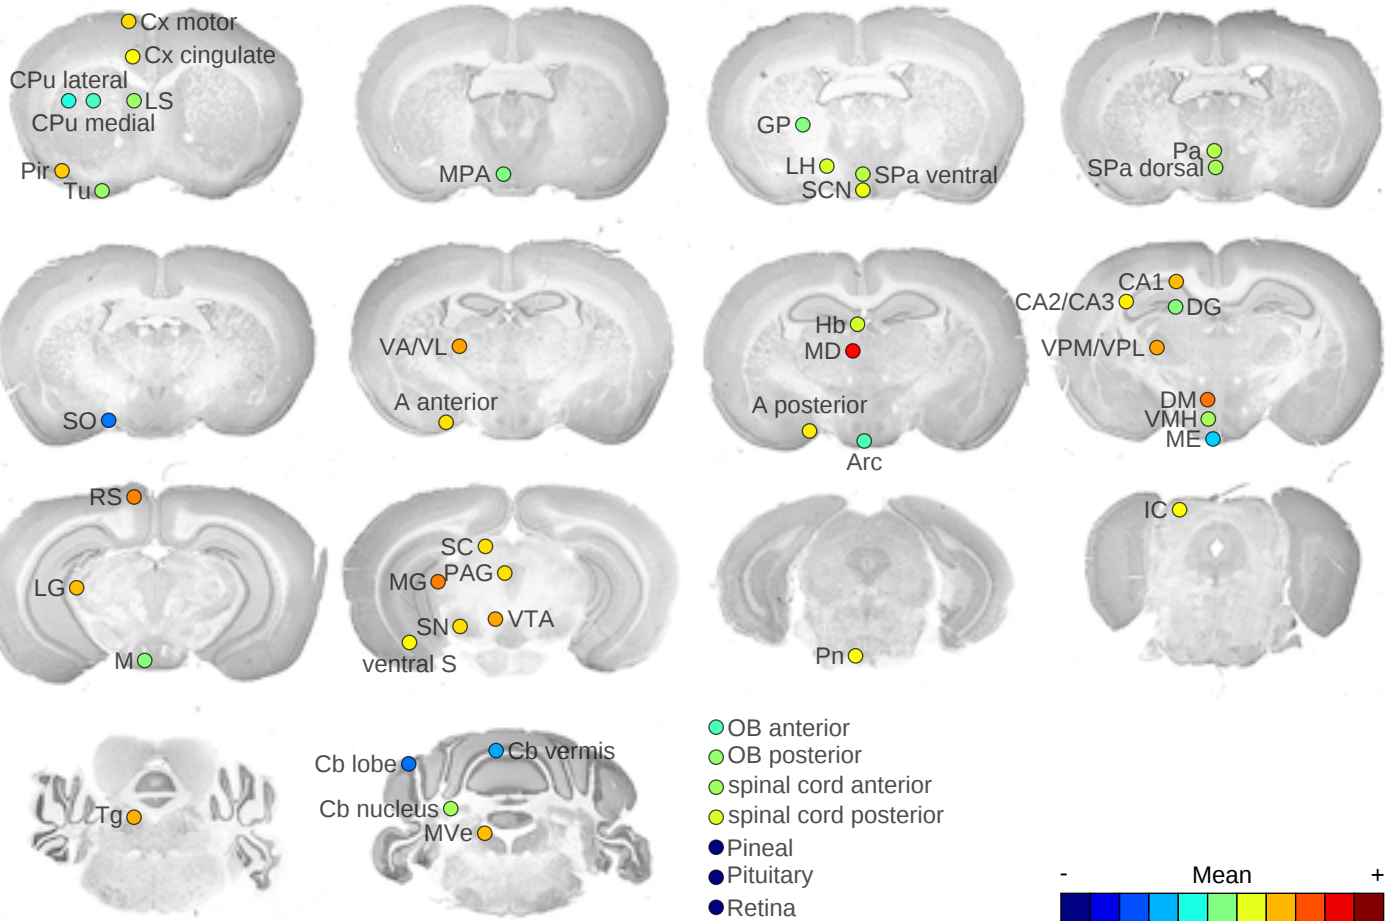 Cx motor
Cx cingulate
CPu lateral
LS
CPu medial
Pir
Tu
MPA
GP
LH
SPa ventral
SCN
Pa
SPa dorsal
SO
VA/VL
A anterior
Hb
MD
A posterior
Arc
CA1
CA2/CA3
DG
VPM/VPL
DM
VMH
ME
RS
LG
M
SC
PAG
MG
VTA
SN
ventral S
Pn
IC
Tg
Cb lobe
Cb vermis
Cb nucleus
MVe
OB anterior
OB posterior
spinal cord anterior
spinal cord posterior
Pineal
Pituitary
Retina
- Mean +